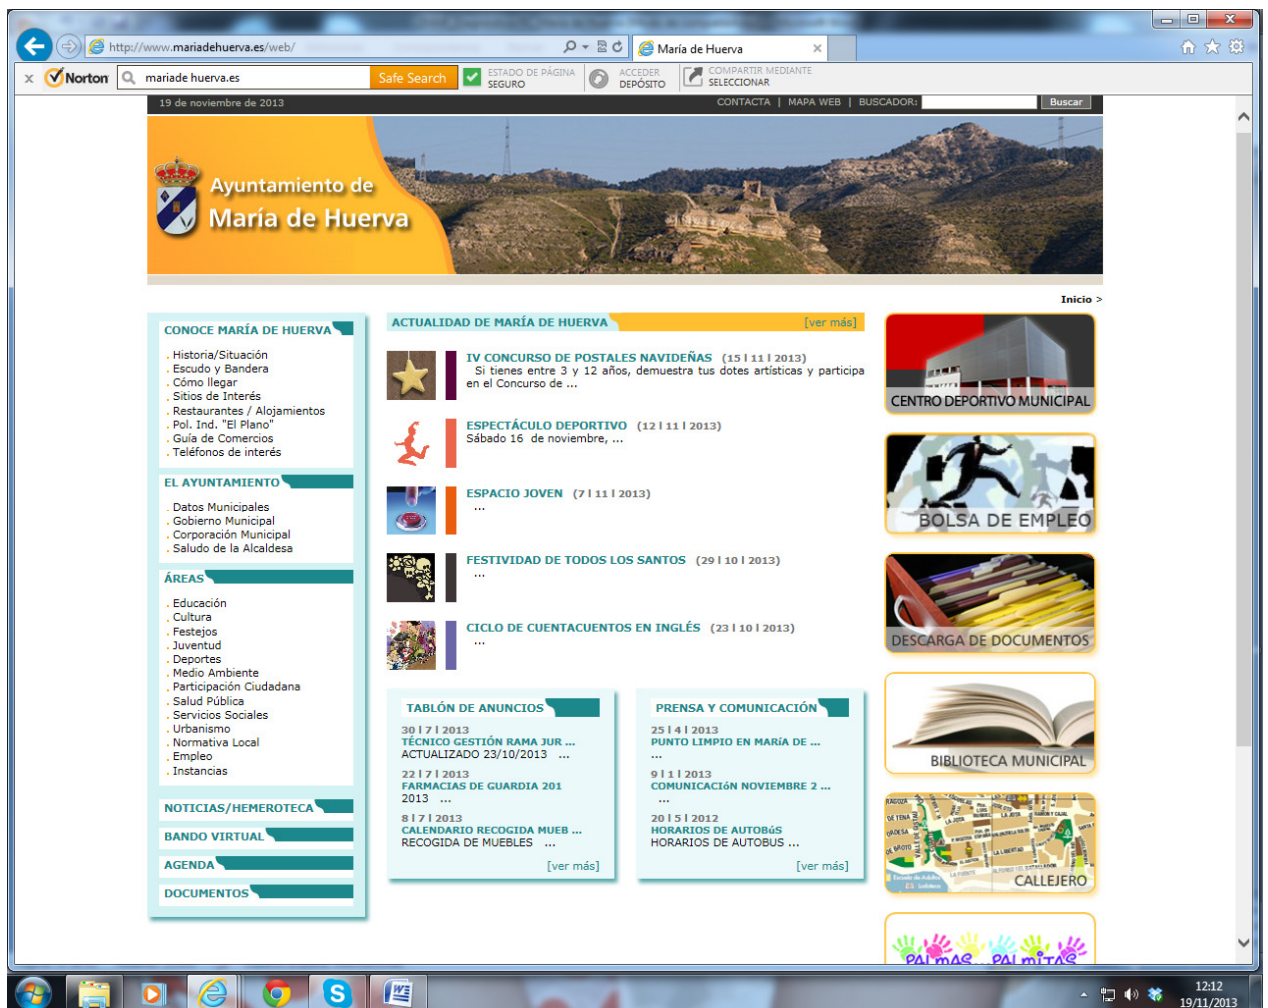 http://www.mariadehuerva.es/web/
María de Huerva
x Norton mariade huerva.es Safe Search ESTADO DE PÁGINA SEGURO ACCEDER DEPÓSITO COMPARTIR MEDIANTE SELECCIONAR
19 de noviembre de 2013 CONTACTA | MAPA WEB | BUSCADOR: Buscar
Ayuntamiento de
María de Huerva
Inicio >
CONOCE MARÍA DE HUERVA
. Historia/Situación
. Escudo y Bandera
. Cómo llegar
. Sitios de Interés
. Restaurantes / Alojamientos
. Pol. Ind. "El Plano"
. Guía de Comercios
. Teléfonos de interés
EL AYUNTAMIENTO
. Datos Municipales
. Gobierno Municipal
. Corporación Municipal
. Saludo de la Alcaldesa
ÁREAS
. Educación
. Cultura
. Festejos
. Juventud
. Deportes
. Medio Ambiente
. Participación Ciudadana
. Salud Pública
. Servicios Sociales
. Urbanismo
. Normativa Local
. Empleo
. Instancias
NOTICIAS/HEMEROTECA
BANDO VIRTUAL
AGENDA
DOCUMENTOS
ACTUALIDAD DE MARÍA DE HUERVA [ver más]
IV CONCURSO DE POSTALES NAVIDEÑAS (15 l 11 l 2013)
Si tienes entre 3 y 12 años, demuestra tus dotes artísticas y participa
en el Concurso de ...
ESPECTÁCULO DEPORTIVO (12 l 11 l 2013)
Sábado 16 de noviembre, ...
ESPACIO JOVEN (7 l 11 l 2013)
...
FESTIVIDAD DE TODOS LOS SANTOS (29 l 10 l 2013)
...
CICLO DE CUENTACUENTOS EN INGLÉS (23 l 10 l 2013)
...
TABLÓN DE ANUNCIOS
30 l 7 l 2013
TÉCNICO GESTIÓN RAMA JUR ...
ACTUALIZADO 23/10/2013 ...
22 l 7 l 2013
FARMACIAS DE GUARDIA 201
2013 ...
8 l 7 l 2013
CALENDARIO RECOGIDA MUEB ...
RECOGIDA DE MUEBLES ...
[ver más]
PRENSA Y COMUNICACIÓN
25 l 4 l 2013
PUNTO LIMPIO EN MARíA DE ...
...
9 l 1 l 2013
COMUNICACIóN NOVIEMBRE 2 ...
...
20 l 5 l 2012
HORARIOS DE AUTOBúS
HORARIOS DE AUTOBUS ...
[ver más]
CENTRO DEPORTIVO MUNICIPAL
BOLSA DE EMPLEO
DESCARGA DE DOCUMENTOS
BIBLIOTECA MUNICIPAL
CALLEJERO
PALMAS... PALMITAS
12:12
19/11/2013